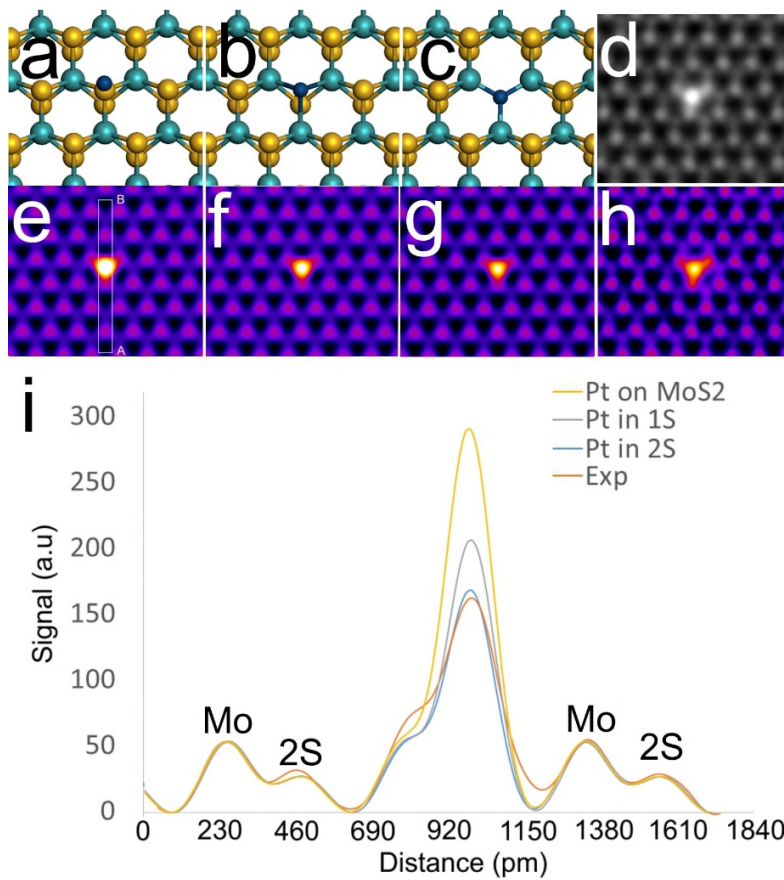 a
b
c
d
e
B
A
f
g
h
i
Pt on MoS2
Pt in 1S
Pt in 2S
Exp
300
250
200
150
100
50
0
Signal (a.u)
Mo
2S
Mo
2S
0 230 460 690 920 1150 1380 1610 1840
Distance (pm)